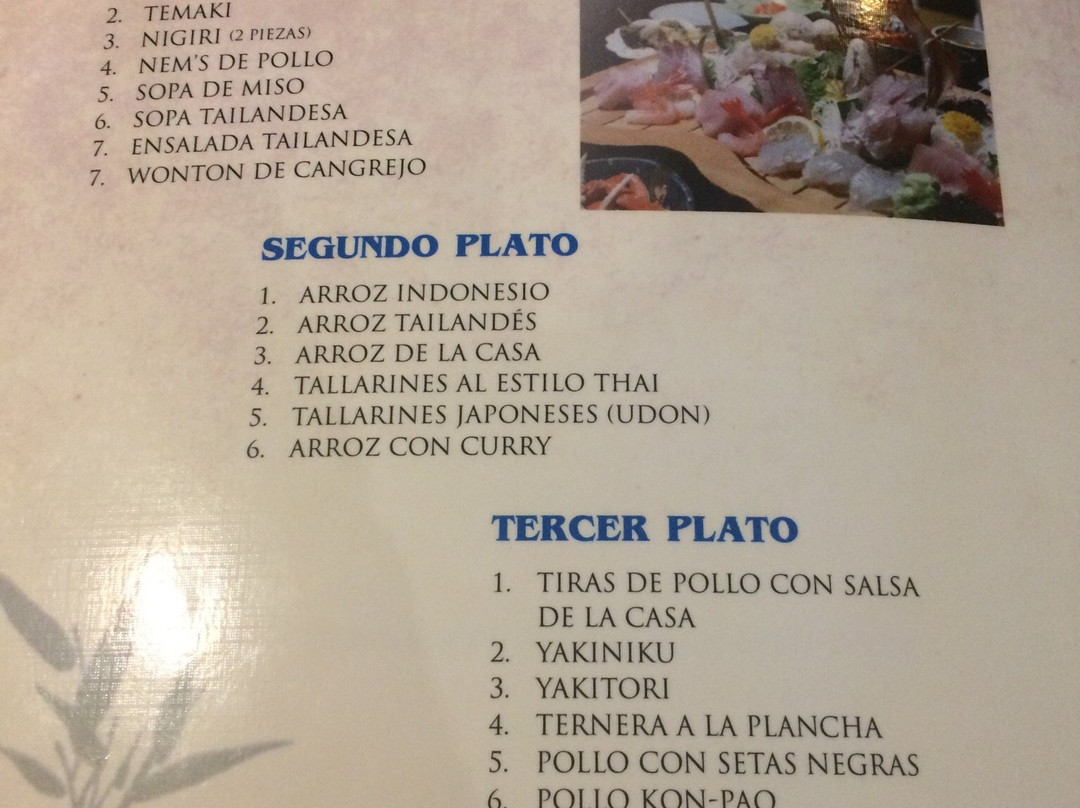 2. TEMAKI
3. NIGIRI (2 PIEZAS)
4. NEM'S DE POLLO
5. SOPA DE MISO
6. SOPA TAILANDESA
7. ENSALADA TAILANDESA
7. WONTON DE CANGREJO
SEGUNDO PLATO
1. ARROZ INDONESIO
2. ARROZ TAILANDÉS
3. ARROZ DE LA CASA
4. TALLARINES AL ESTILO THAI
5. TALLARINES JAPONESES (UDON)
6. ARROZ CON CURRY
TERCER PLATO
1. TIRAS DE POLLO CON SALSA
DE LA CASA
2. YAKINIKU
3. YAKITORI
4. TERNERA A LA PLANCHA
5. POLLO CON SETAS NEGRAS
6. POLLO KON-PAO